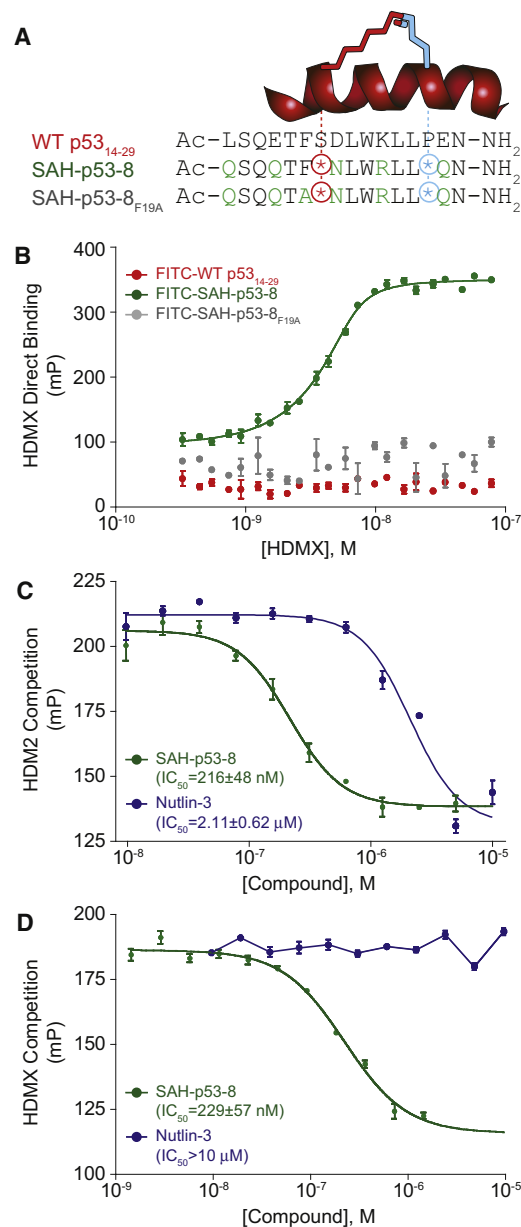 A
WT p53₁₄₋₂₉ Ac-LSQETFSDLWKLLPEN-NH₂
SAH-p53-8 Ac-QSQQTF*NLWRLL*QN-NH₂
SAH-p53-8F19A Ac-QSQQTA*NLWRLL*QN-NH₂
B
HDMX Direct Binding
(mP)
400
300
200
100
0
FITC-WT p53₁₄₋₂₉
FITC-SAH-p53-8
FITC-SAH-p53-8F19A
10⁻¹⁰ 10⁻⁹ 10⁻⁸ 10⁻⁷
[HDMX], M
C
HDM2 Competition
(mP)
225
200
175
150
125
SAH-p53-8
(IC₅₀=216±48 nM)
Nutlin-3
(IC₅₀=2.11±0.62 μM)
10⁻⁸ 10⁻⁷ 10⁻⁶ 10⁻⁵
[Compound], M
D
HDMX Competition
(mP)
200
175
150
125
100
SAH-p53-8
(IC₅₀=229±57 nM)
Nutlin-3
(IC₅₀>10 μM)
10⁻⁹ 10⁻⁸ 10⁻⁷ 10⁻⁶ 10⁻⁵
[Compound], M